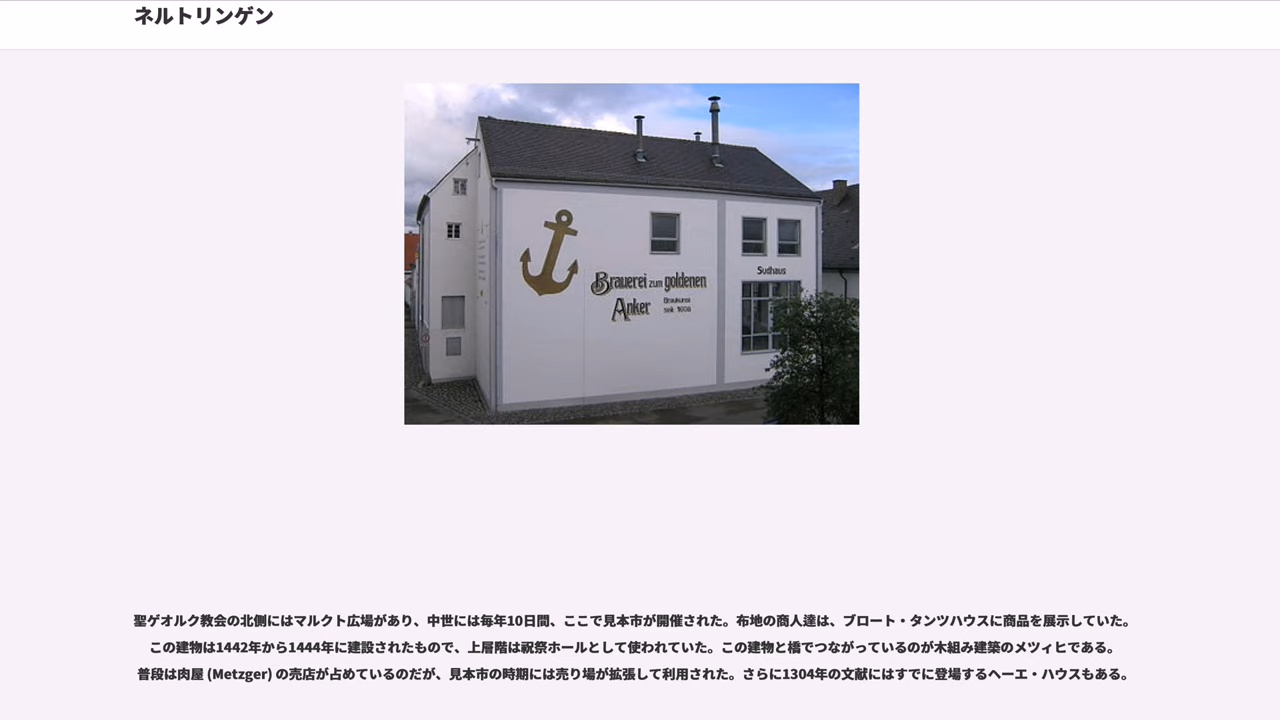 ネルトリンゲン
Brauerei zum goldenen
Anker
Braukunst
seit 1608
Sudhaus
聖ゲオルク教会の北側にはマルクト広場があり、中世には毎年10日間、ここで見本市が開催された。布地の商人達は、ブロート・タンツハウスに商品を展示していた。
この建物は1442年から1444年に建設されたもので、上層階は祝祭ホールとして使われていた。この建物と橋でつながっているのが木組み建築のメツィヒである。
普段は肉屋 (Metzger) の売店が占めているのだが、見本市の時期には売り場が拡張して利用された。さらに1304年の文献にはすでに登場するヘーエ・ハウスもある。